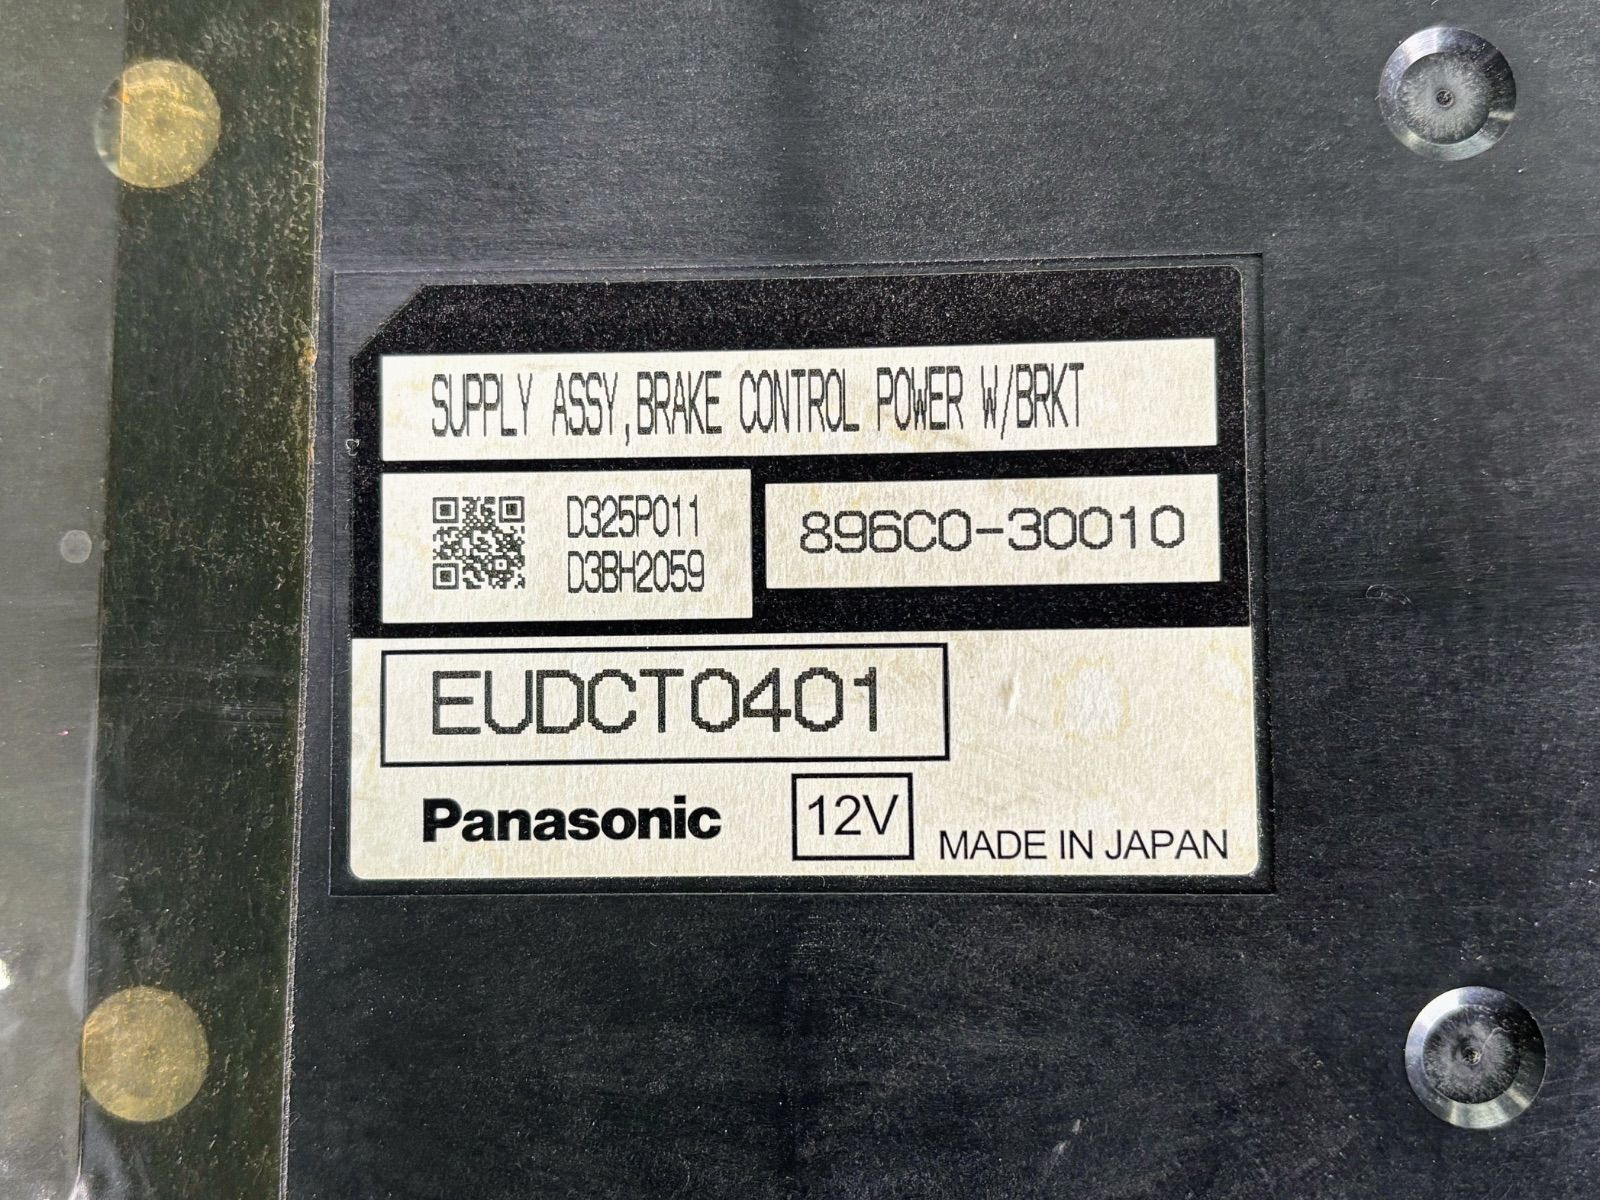 SUPPLY ASSY,BRAKE CONTROL POWER W/BRKT
D325P011
D3BH2059
896C0-30010
EUDCT0401
Panasonic
12V
MADE IN JAPAN